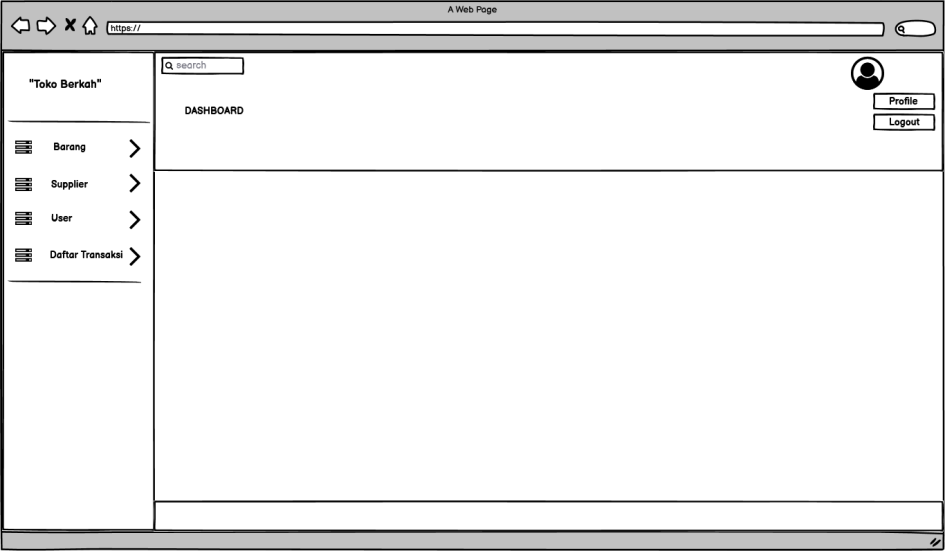 A Web Page
https://
"Toko Berkah"
search
DASHBOARD
Profile
Logout
Barang
Supplier
User
Daftar Transaksi